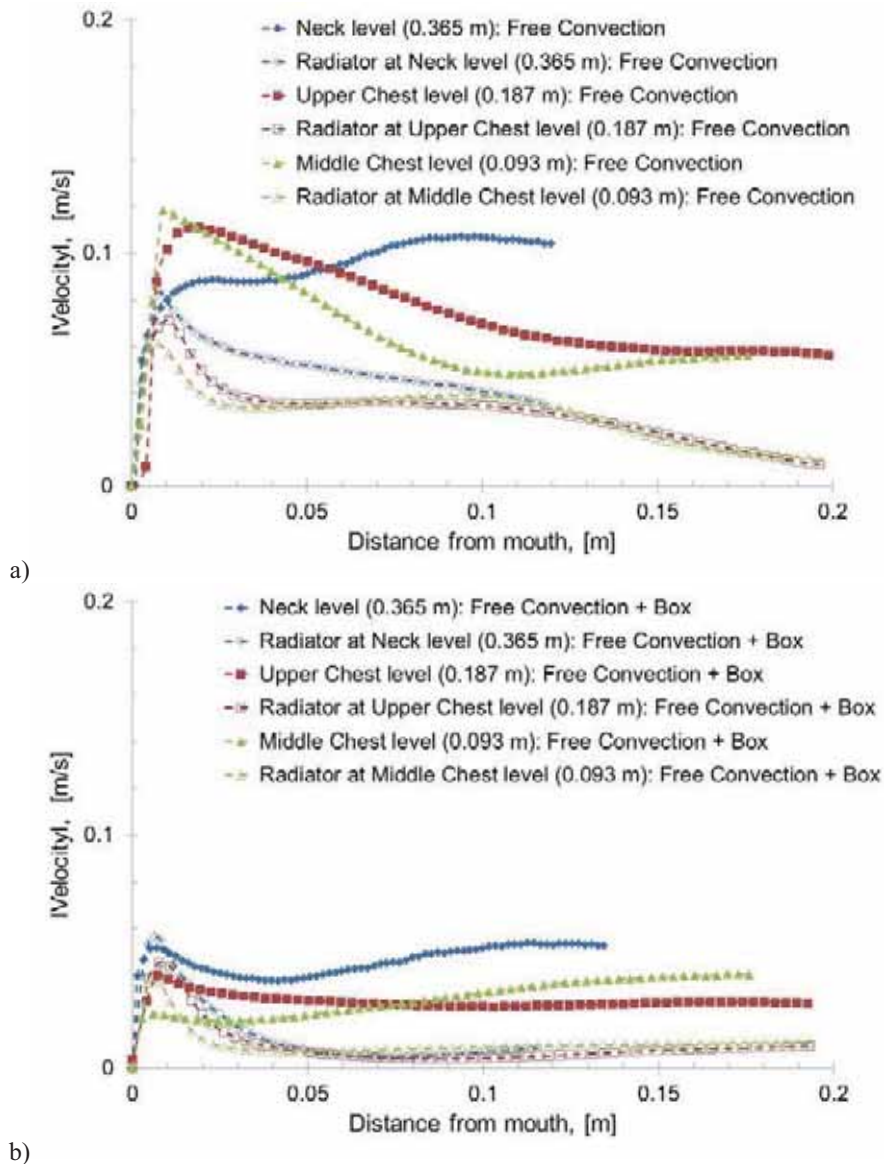 0.2
Neck level (0.365 m): Free Convection
Radiator at Neck level (0.365 m): Free Convection
Upper Chest level (0.187 m): Free Convection
Radiator at Upper Chest level (0.187 m): Free Convection
Middle Chest level (0.093 m): Free Convection
Radiator at Middle Chest level (0.093 m): Free Convection
|Velocity|, [m/s]
0.1
0
0 0.05 0.1 0.15 0.2
Distance from mouth, [m]
a)
0.2
Neck level (0.365 m): Free Convection + Box
Radiator at Neck level (0.365 m): Free Convection + Box
Upper Chest level (0.187 m): Free Convection + Box
Radiator at Upper Chest level (0.187 m): Free Convection + Box
Middle Chest level (0.093 m): Free Convection + Box
Radiator at Middle Chest level (0.093 m): Free Convection + Box
|Velocity|, [m/s]
0.1
0
0 0.05 0.1 0.15 0.2
Distance from mouth, [m]
b)